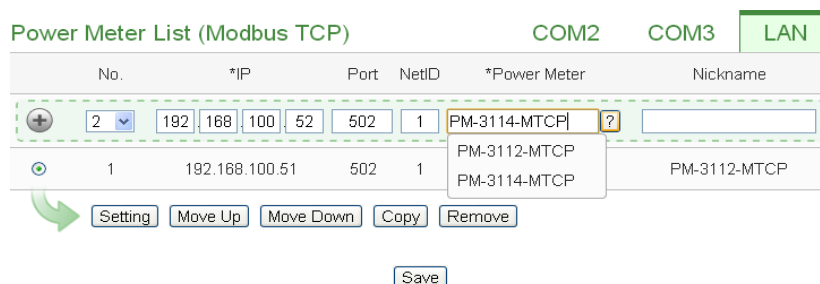 Power Meter List (Modbus TCP) COM2 COM3 LAN
No. *IP Port NetID *Power Meter Nickname
2 192 . 168 . 100 . 52 502 1 PM-3114-MTCP ?
PM-3112-MTCP
1 192.168.100.51 502 1 PM-3112-MTCP
PM-3114-MTCP
Setting Move Up Move Down Copy Remove
Save